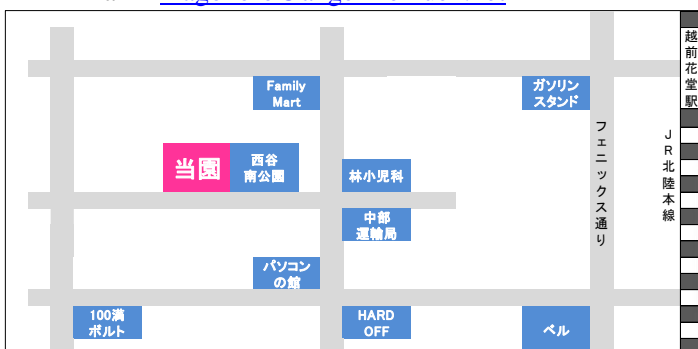 Family
Mart
ガソリン
スタンド
越前花堂駅
フェニックス通り
JR北陸本線
当園
西谷
南公園
林小児科
中部
運輸局
パソコン
の館
100満
ボルト
HARD
OFF
ベル